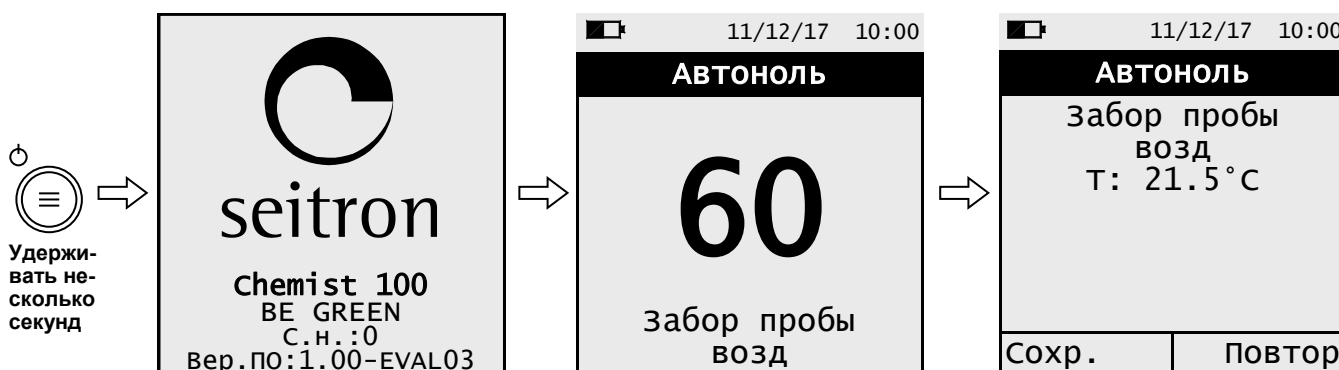 Удержи-
вать не-
сколько
секунд
seitron
Chemist 100
BE GREEN
С.н.:0
Вер.ПО:1.00-EVAL03
11/12/17 10:00
Автоноль
60
Забор пробы
возд
11/12/17 10:00
Автоноль
Забор пробы
возд
T: 21.5°C
Сохр. Повтор